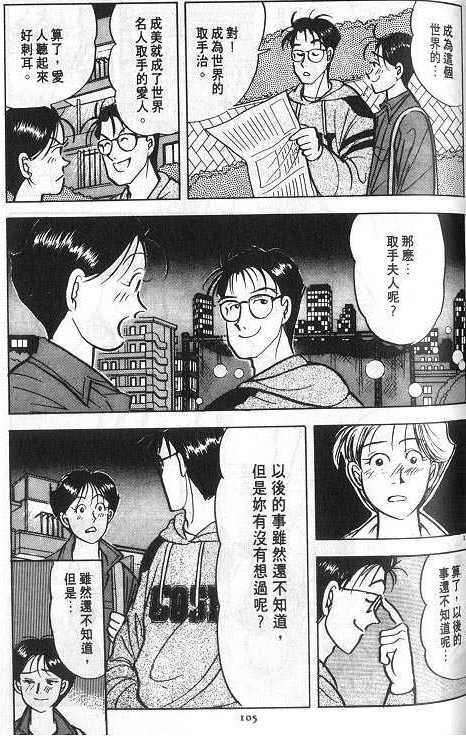 成為這個
世界的⋯
對！
成為世界的
取手治。
成美就成了世界
名人取手的愛人。
算了，愛
人聽起來
好刺耳。
那麼⋯
取手夫人呢？
算了，以後的
事還不知道呢⋯
以後的事雖然還不知道，
但是妳有沒有想過呢？
雖然還不知道，
但是⋯
105